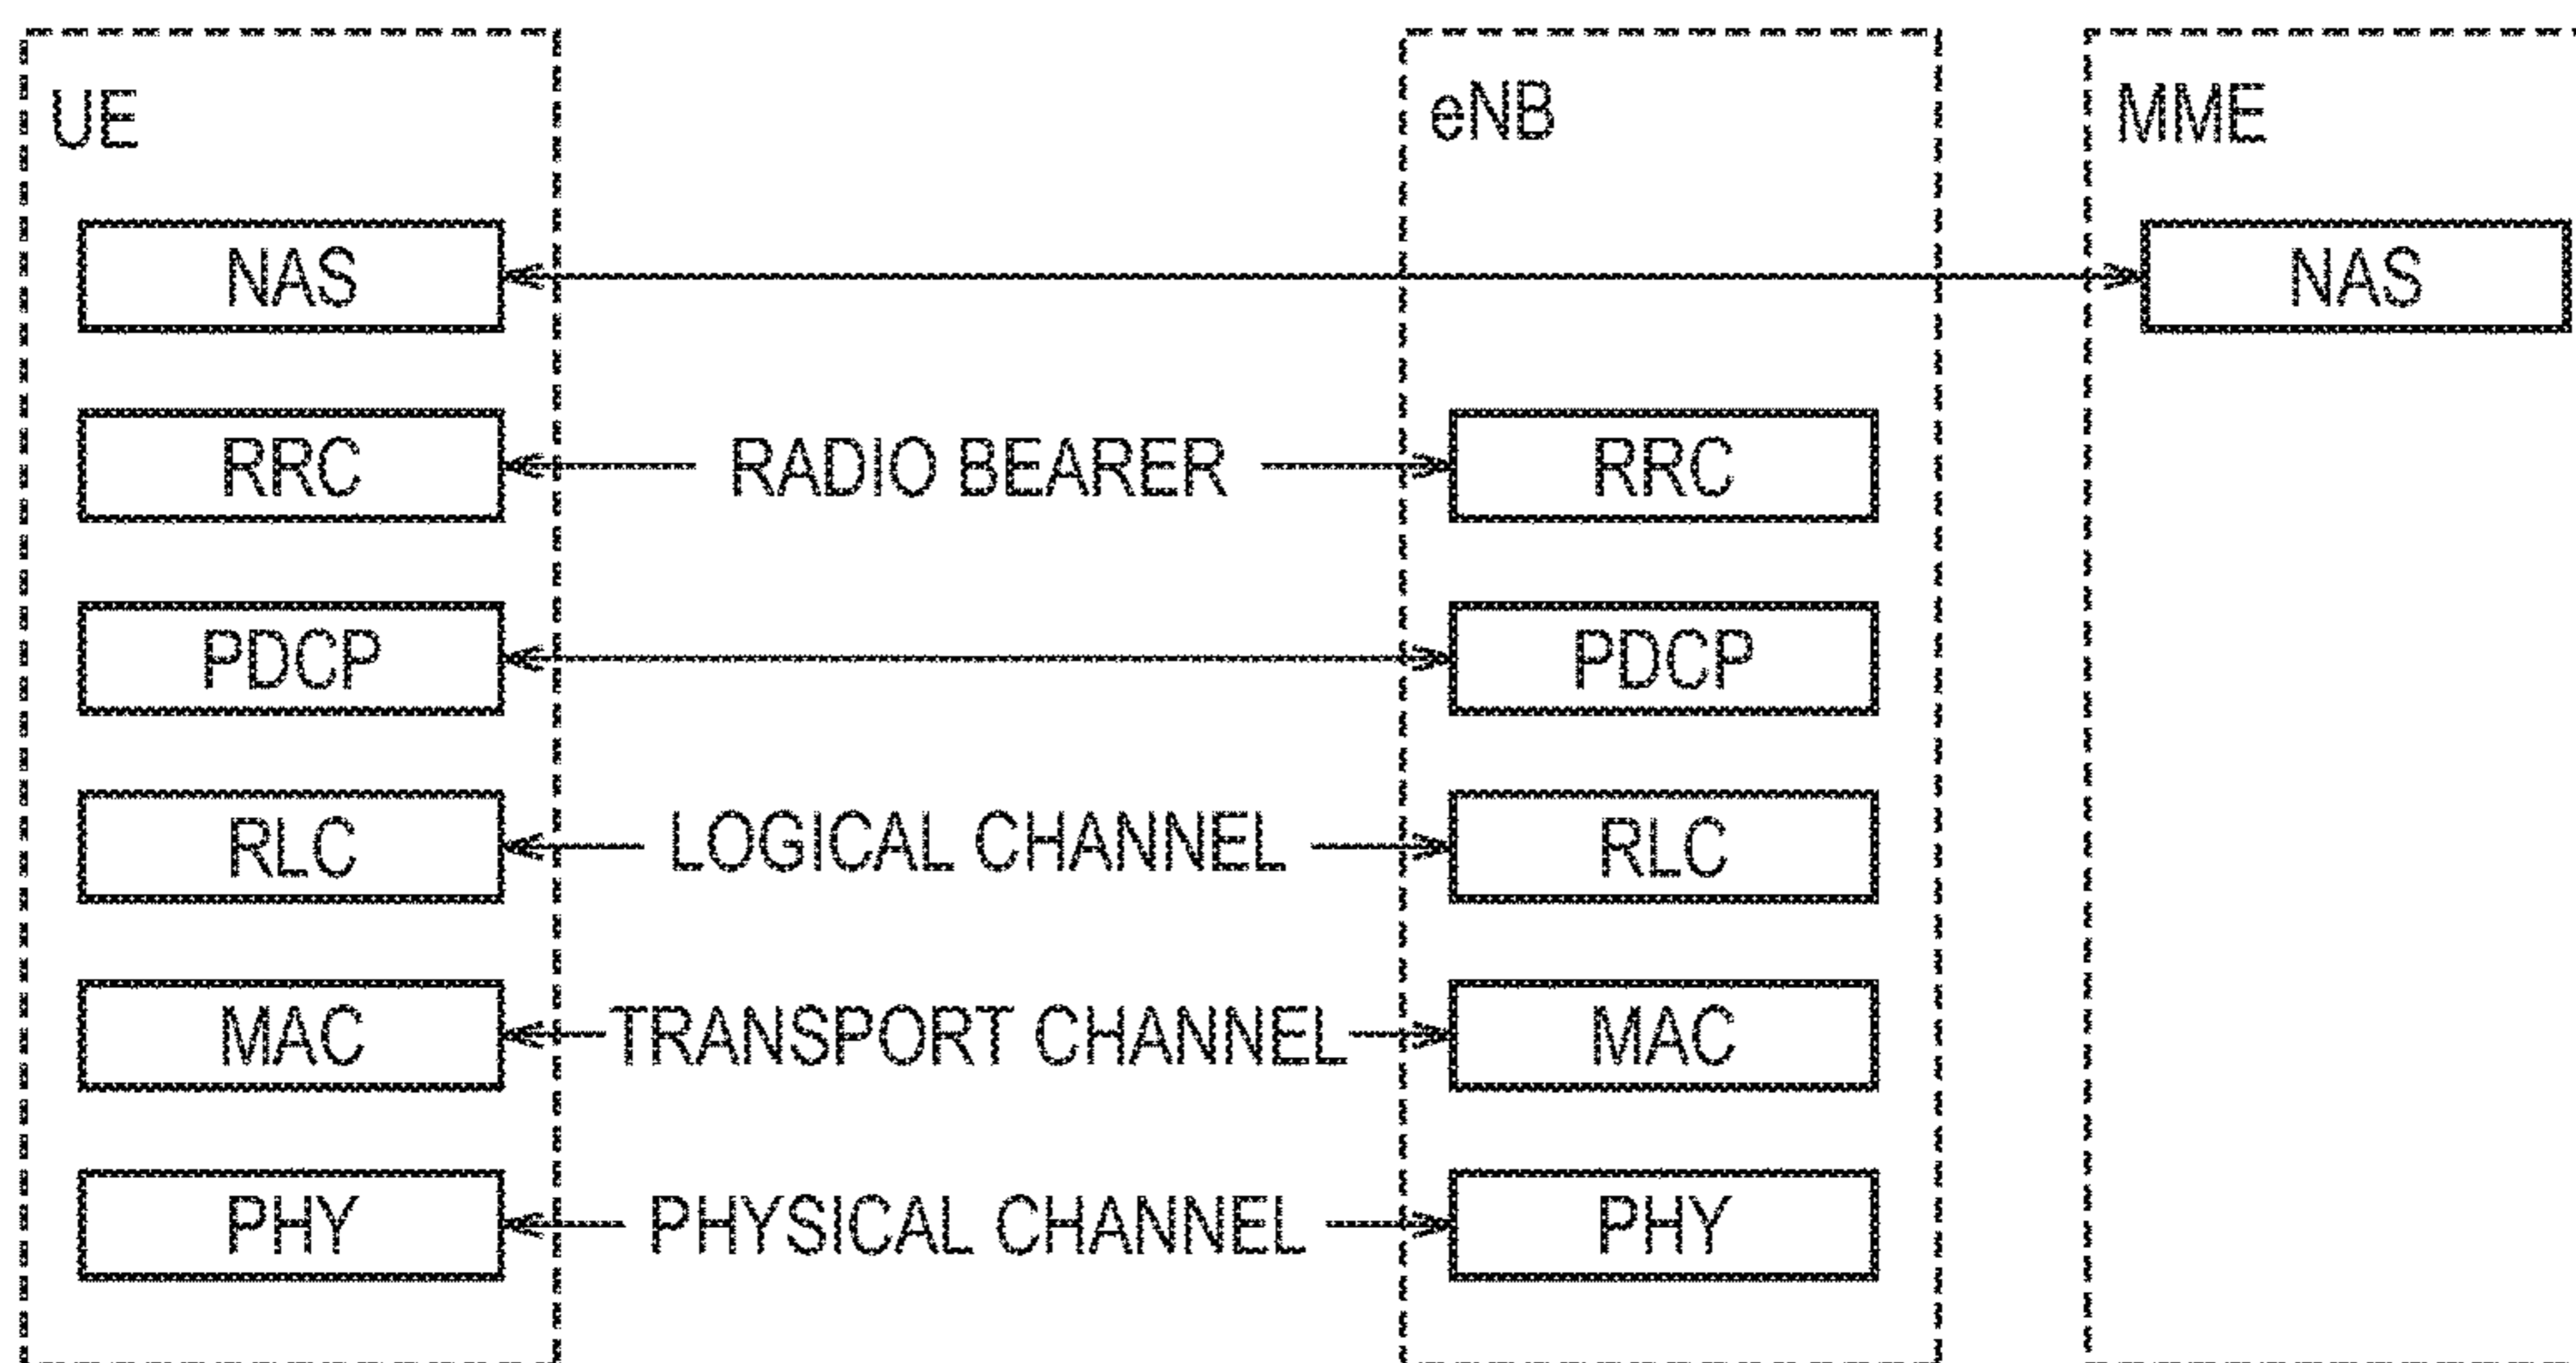 UE eNB MME
NAS NAS
RRC RADIO BEARER RRC
PDCP PDCP
RLC LOGICAL CHANNEL RLC
MAC TRANSPORT CHANNEL MAC
PHY PHYSICAL CHANNEL PHY